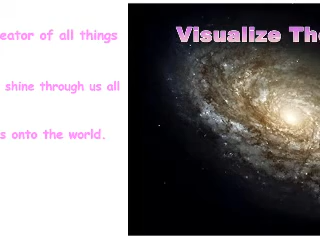 eator of all things
Visualize The
shine through us all
s onto the world.